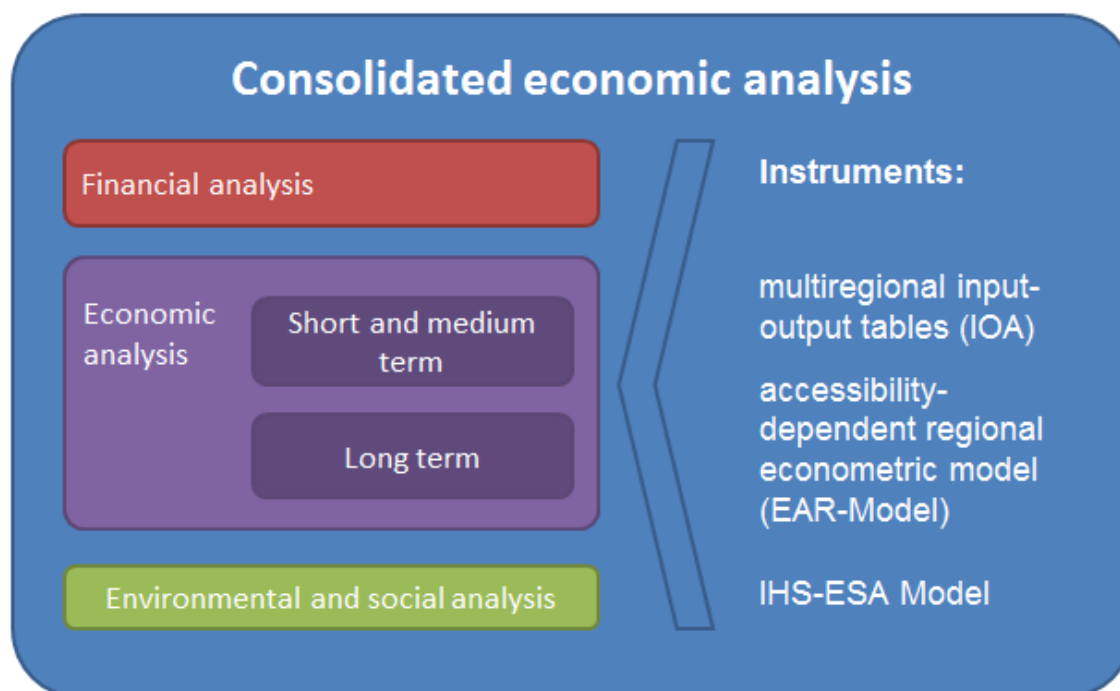 Consolidated economic analysis
Financial analysis
Economic
analysis
Short and medium
term
Long term
Environmental and social analysis
Instruments:
multiregional input-
output tables (IOA)
accessibility-
dependent regional
econometric model
(EAR-Model)
IHS-ESA Model